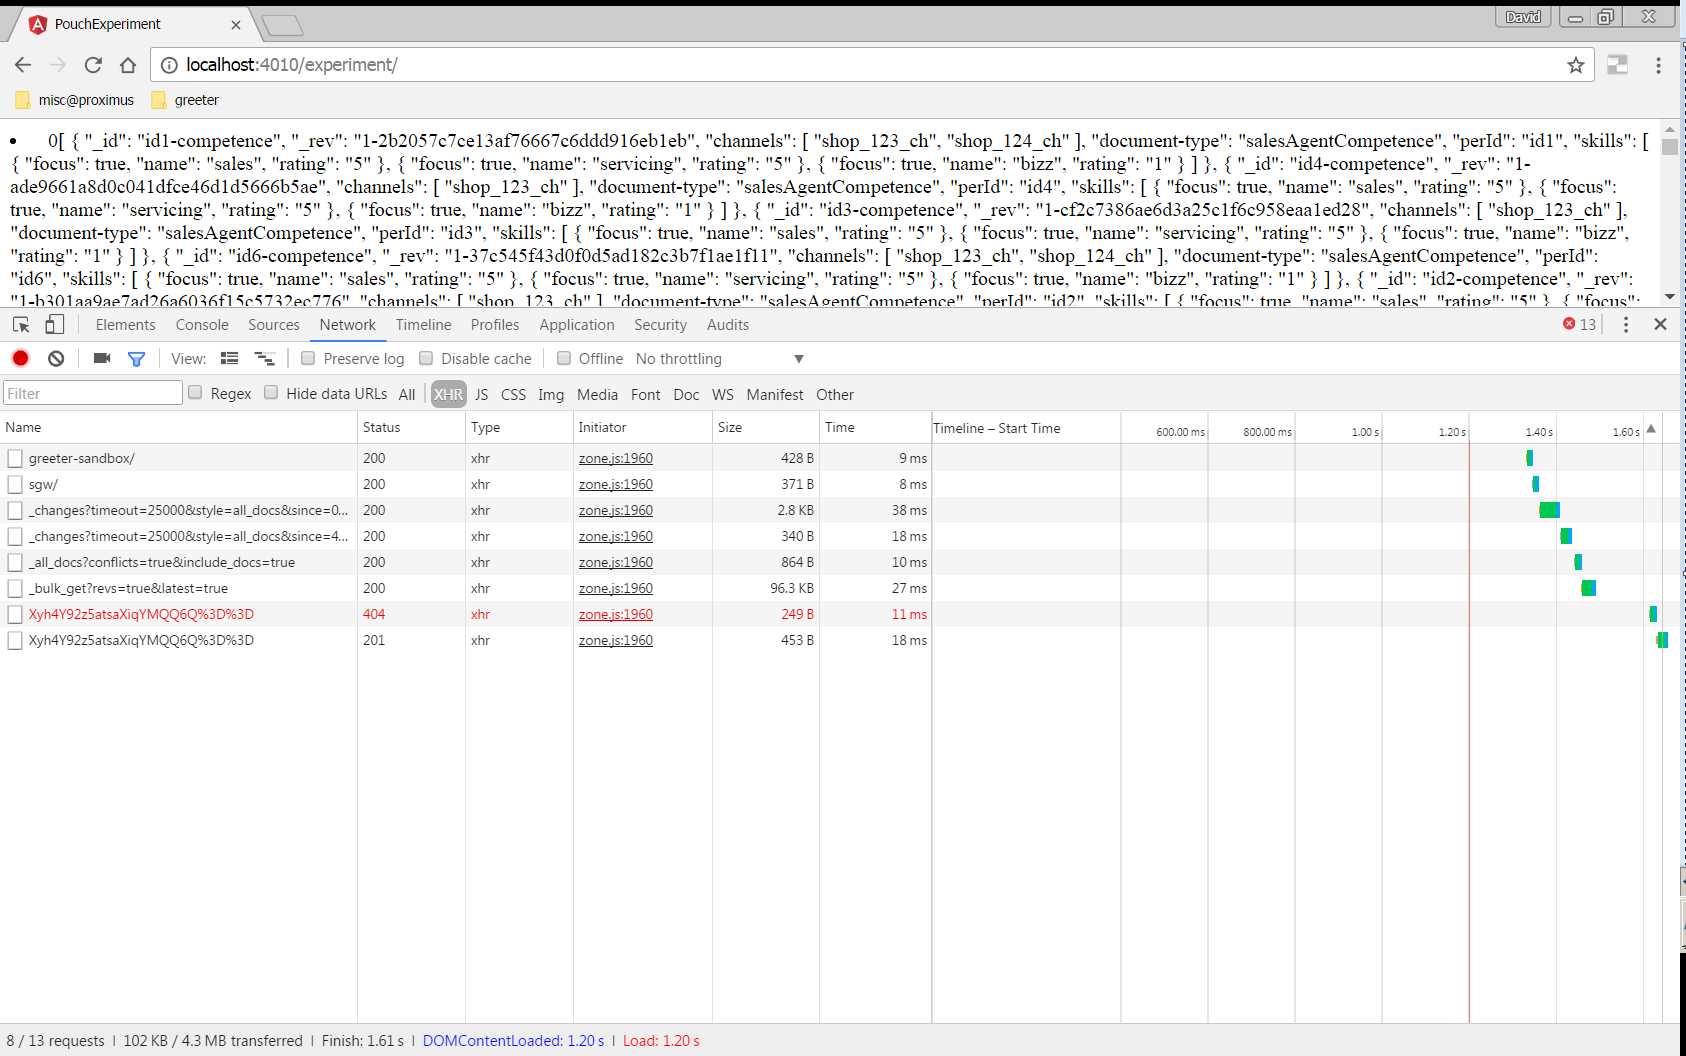 PouchExperiment
David
localhost:4010/experiment/
misc@proximus greeter
0[ { "_id": "id1-competence", "_rev": "1-2b2057c7ce13af76667c6ddd916eb1eb", "channels": [ "shop_123_ch", "shop_124_ch" ], "document-type": "salesAgentCompetence", "perId": "id1", "skills": [
{ "focus": true, "name": "sales", "rating": "5" }, { "focus": true, "name": "servicing", "rating": "5" }, { "focus": true, "name": "bizz", "rating": "1" } ] }, { "_id": "id4-competence", "_rev": "1-
ade9661a8d0c041dfce46d1d5666b5ae", "channels": [ "shop_123_ch" ], "document-type": "salesAgentCompetence", "perId": "id4", "skills": [ { "focus": true, "name": "sales", "rating": "5" }, { "focus":
true, "name": "servicing", "rating": "5" }, { "focus": true, "name": "bizz", "rating": "1" } ] }, { "_id": "id3-competence", "_rev": "1-cf2c7386ae6d3a25c1f6c958eaa1ed28", "channels": [ "shop_123_ch" ],
"document-type": "salesAgentCompetence", "perId": "id3", "skills": [ { "focus": true, "name": "sales", "rating": "5" }, { "focus": true, "name": "servicing", "rating": "5" }, { "focus": true, "name": "bizz",
"rating": "1" } ] }, { "_id": "id6-competence", "_rev": "1-37c545f43d0f0d5ad182c3b7f1ae1f11", "channels": [ "shop_123_ch", "shop_124_ch" ], "document-type": "salesAgentCompetence", "perId":
"id6", "skills": [ { "focus": true, "name": "sales", "rating": "5" }, { "focus": true, "name": "servicing", "rating": "5" }, { "focus": true, "name": "bizz", "rating": "1" } ] }, { "_id": "id2-competence", "_rev":
"1-b301aa9ae7ad26a6036f15c5732ec776", "channels": [ "shop_123_ch" ], "document-type": "salesAgentCompetence", "perId": "id2", "skills": [ { "focus": true, "name": "sales", "rating": "5" }, { "focus":
Elements Console Sources Network Timeline Profiles Application Security Audits 13
View: Preserve log Disable cache Offline No throttling
Filter Regex Hide data URLs All XHR JS CSS Img Media Font Doc WS Manifest Other
Name Status Type Initiator Size Time Timeline – Start Time 600.00 ms 800.00 ms 1.00 s 1.20 s 1.40 s 1.60 s
greeter-sandbox/ 200 xhr zone.js:1960 428 B 9 ms
sgw/ 200 xhr zone.js:1960 371 B 8 ms
_changes?timeout=25000&style=all_docs&since=0... 200 xhr zone.js:1960 2.8 KB 38 ms
_changes?timeout=25000&style=all_docs&since=4... 200 xhr zone.js:1960 340 B 18 ms
_all_docs?conflicts=true&include_docs=true 200 xhr zone.js:1960 864 B 10 ms
_bulk_get?revs=true&latest=true 200 xhr zone.js:1960 96.3 KB 27 ms
Xyh4Y92z5atsaXiqYMQQ6Q%3D%3D 404 xhr zone.js:1960 249 B 11 ms
Xyh4Y92z5atsaXiqYMQQ6Q%3D%3D 201 xhr zone.js:1960 453 B 18 ms
8 / 13 requests | 102 KB / 4.3 MB transferred | Finish: 1.61 s | DOMContentLoaded: 1.20 s | Load: 1.20 s